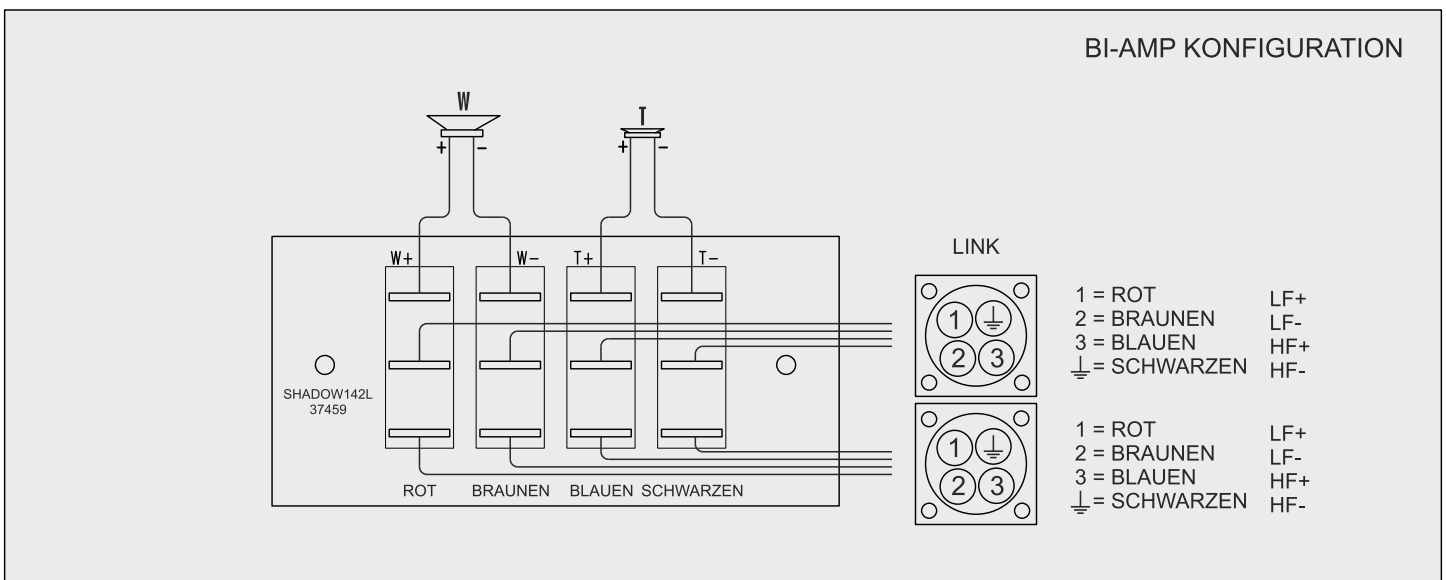 BI-AMP KONFIGURATION
W
T
+ -
+ -
W+ W- T+ T-
LINK
1 = ROT LF+
2 = BRAUNEN LF-
3 = BLAUEN HF+
⏚ = SCHWARZEN HF-
1 ⏚
2 3
SHADOW142L
37459
1 = ROT LF+
2 = BRAUNEN LF-
3 = BLAUEN HF+
⏚ = SCHWARZEN HF-
1 ⏚
2 3
ROT BRAUNEN BLAUEN SCHWARZEN